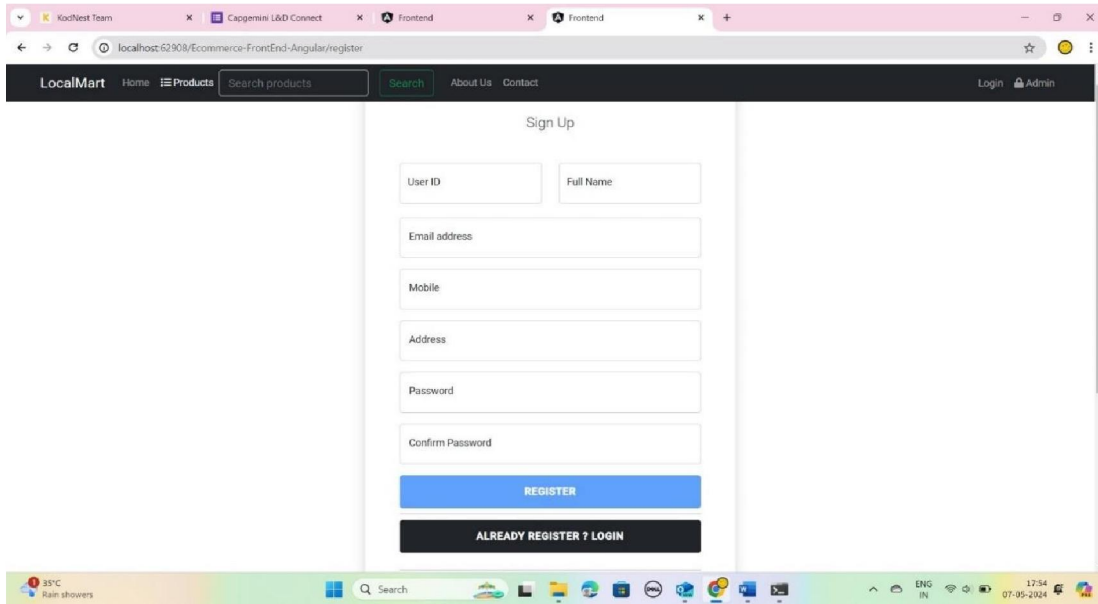 KodNest Team
Capgemini L&D Connect
Frontend
Frontend
localhost:62908/Ecommerce-FrontEnd-Angular/register
LocalMart Home Products Search products Search About Us Contact Login Admin
Sign Up
User ID Full Name
Email address
Mobile
Address
Password
Confirm Password
REGISTER
ALREADY REGISTER ? LOGIN
1
35°C
Rain showers
Search
DELL
ENG
IN
17:54
07-05-2024